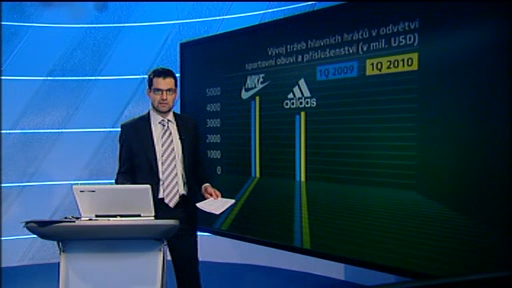 Vývoj tržeb hlavních hráčů v odvětví
sportovní obuvi a příslušenství (v mil. USD)
1Q 2009 1Q 2010
NIKE
adidas
5000
4000
3000
2000
1000
0